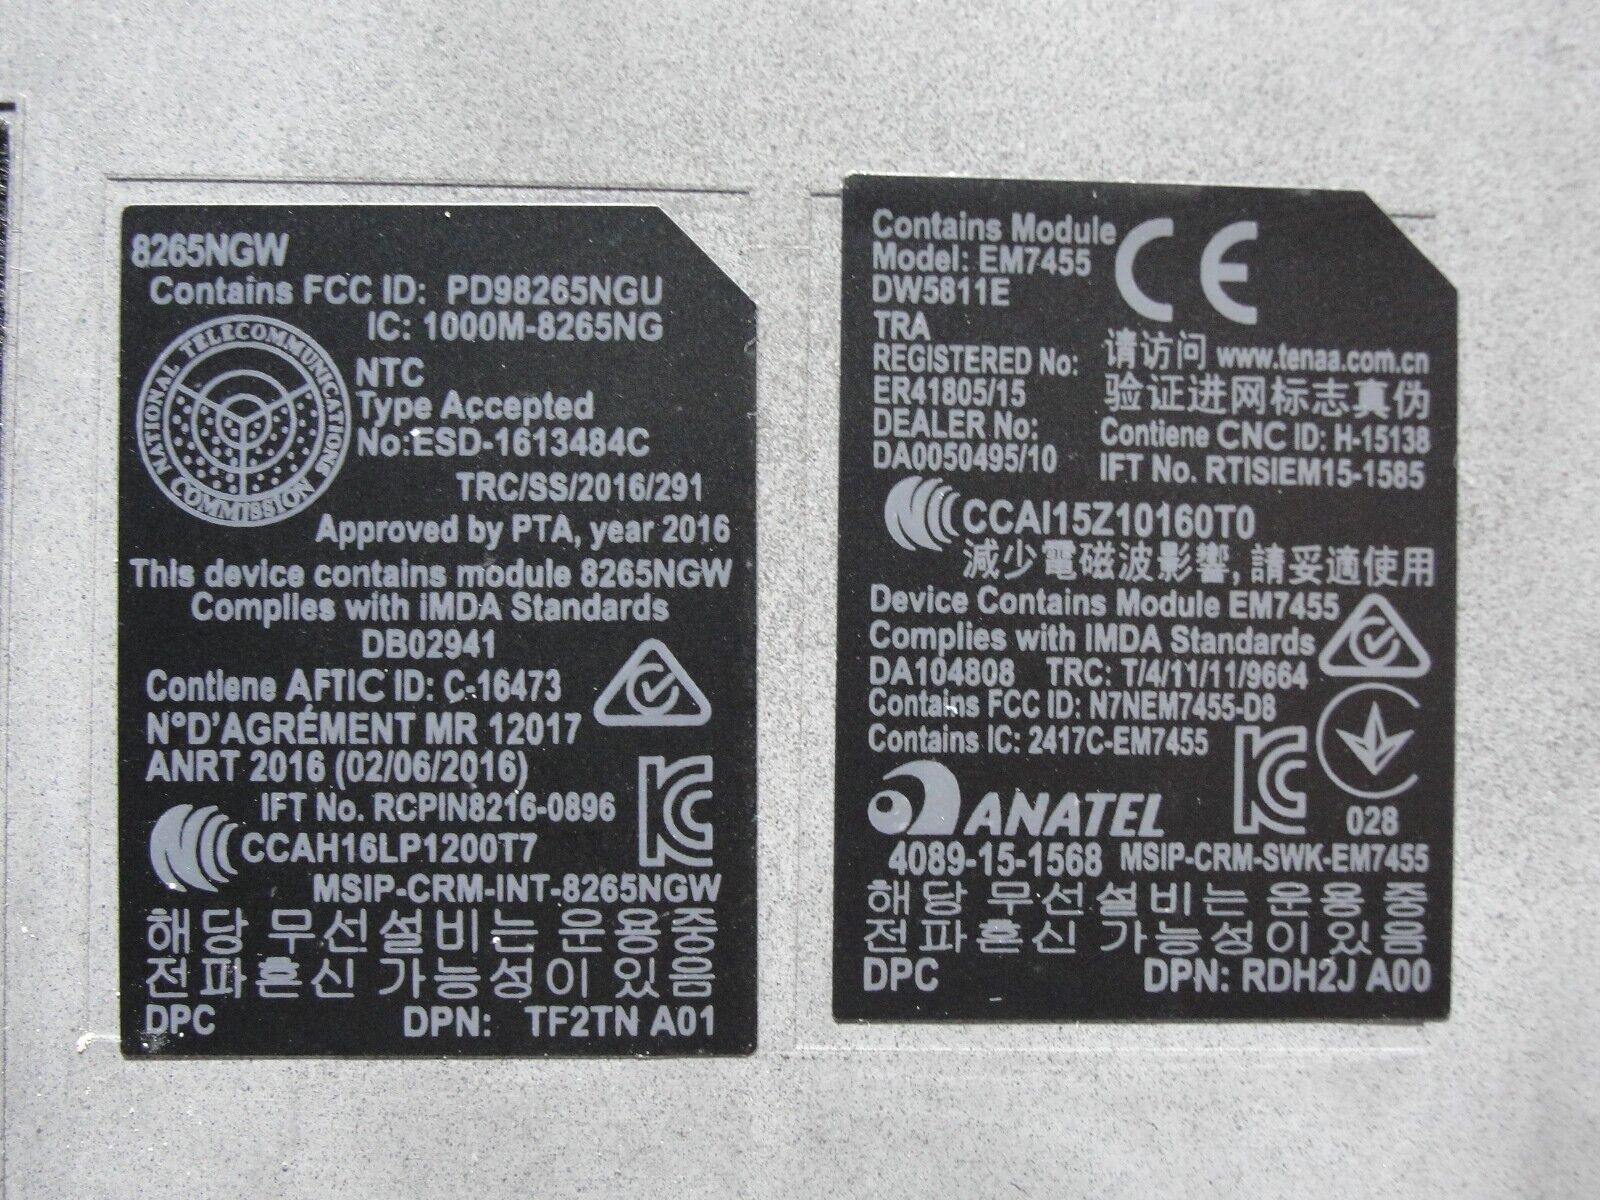 8265NGW
Contains FCC ID: PD98265NGU
IC: 1000M-8265NG
NATIONAL TELECOMMUNICATIONS COMMISSION
NTC
Type Accepted
No:ESD-1613484C
TRC/SS/2016/291
Approved by PTA, year 2016
This device contains module 8265NGW
Complies with iMDA Standards
DB02941
Contiene AFTIC ID: C-16473
N°D'AGRÉMENT MR 12017
ANRT 2016 (02/06/2016)
IFT No. RCPIN8216-0896
CCAH16LP1200T7
MSIP-CRM-INT-8265NGW
해당 무선설비는 운용중
전파혼신 가능성이 있음
DPC DPN: TF2TN A01
Contains Module
Model: EM7455
DW5811E
CE
TRA
REGISTERED No:
ER41805/15
DEALER No:
DA0050495/10
请访问 www.tenaa.com.cn
验证进网标志真伪
Contiene CNC ID: H-15138
IFT No. RTISIEM15-1585
CCAI15Z10160T0
減少電磁波影響,請妥適使用
Device Contains Module EM7455
Complies with IMDA Standards
DA104808 TRC: T/4/11/11/9664
Contains FCC ID: N7NEM7455-D8
Contains IC: 2417C-EM7455
ANATEL
028
4089-15-1568 MSIP-CRM-SWK-EM7455
해당 무선설비는 운용 중
전파혼신 가능성이 있음
DPC DPN: RDH2J A00